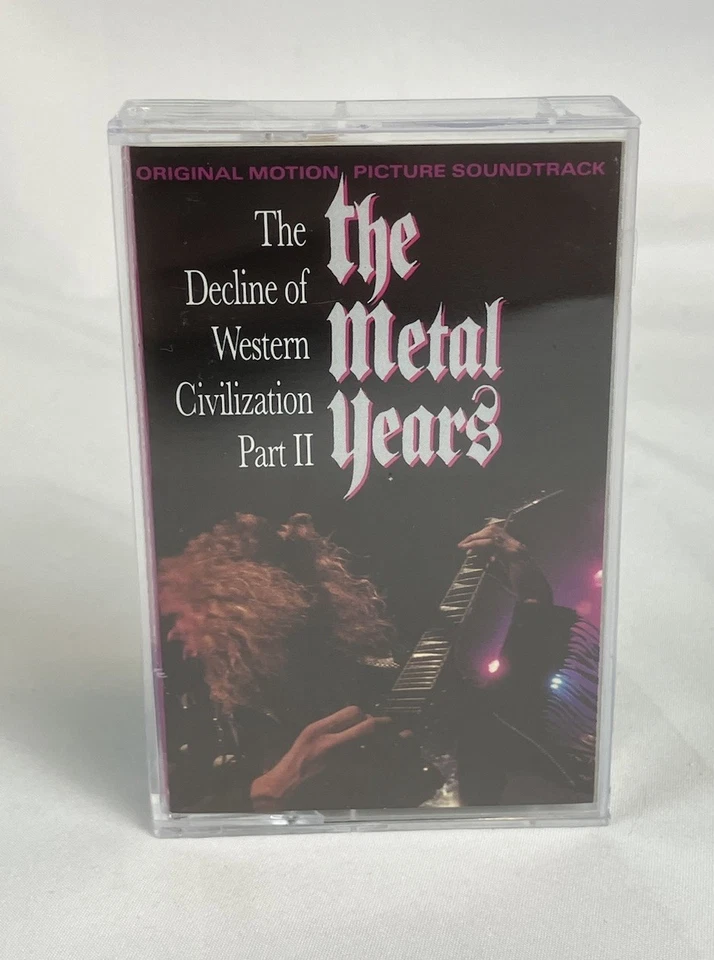 ORIGINAL MOTION PICTURE SOUNDTRACK
The
Decline of
Western
Civilization
Part II
the
Metal
Years